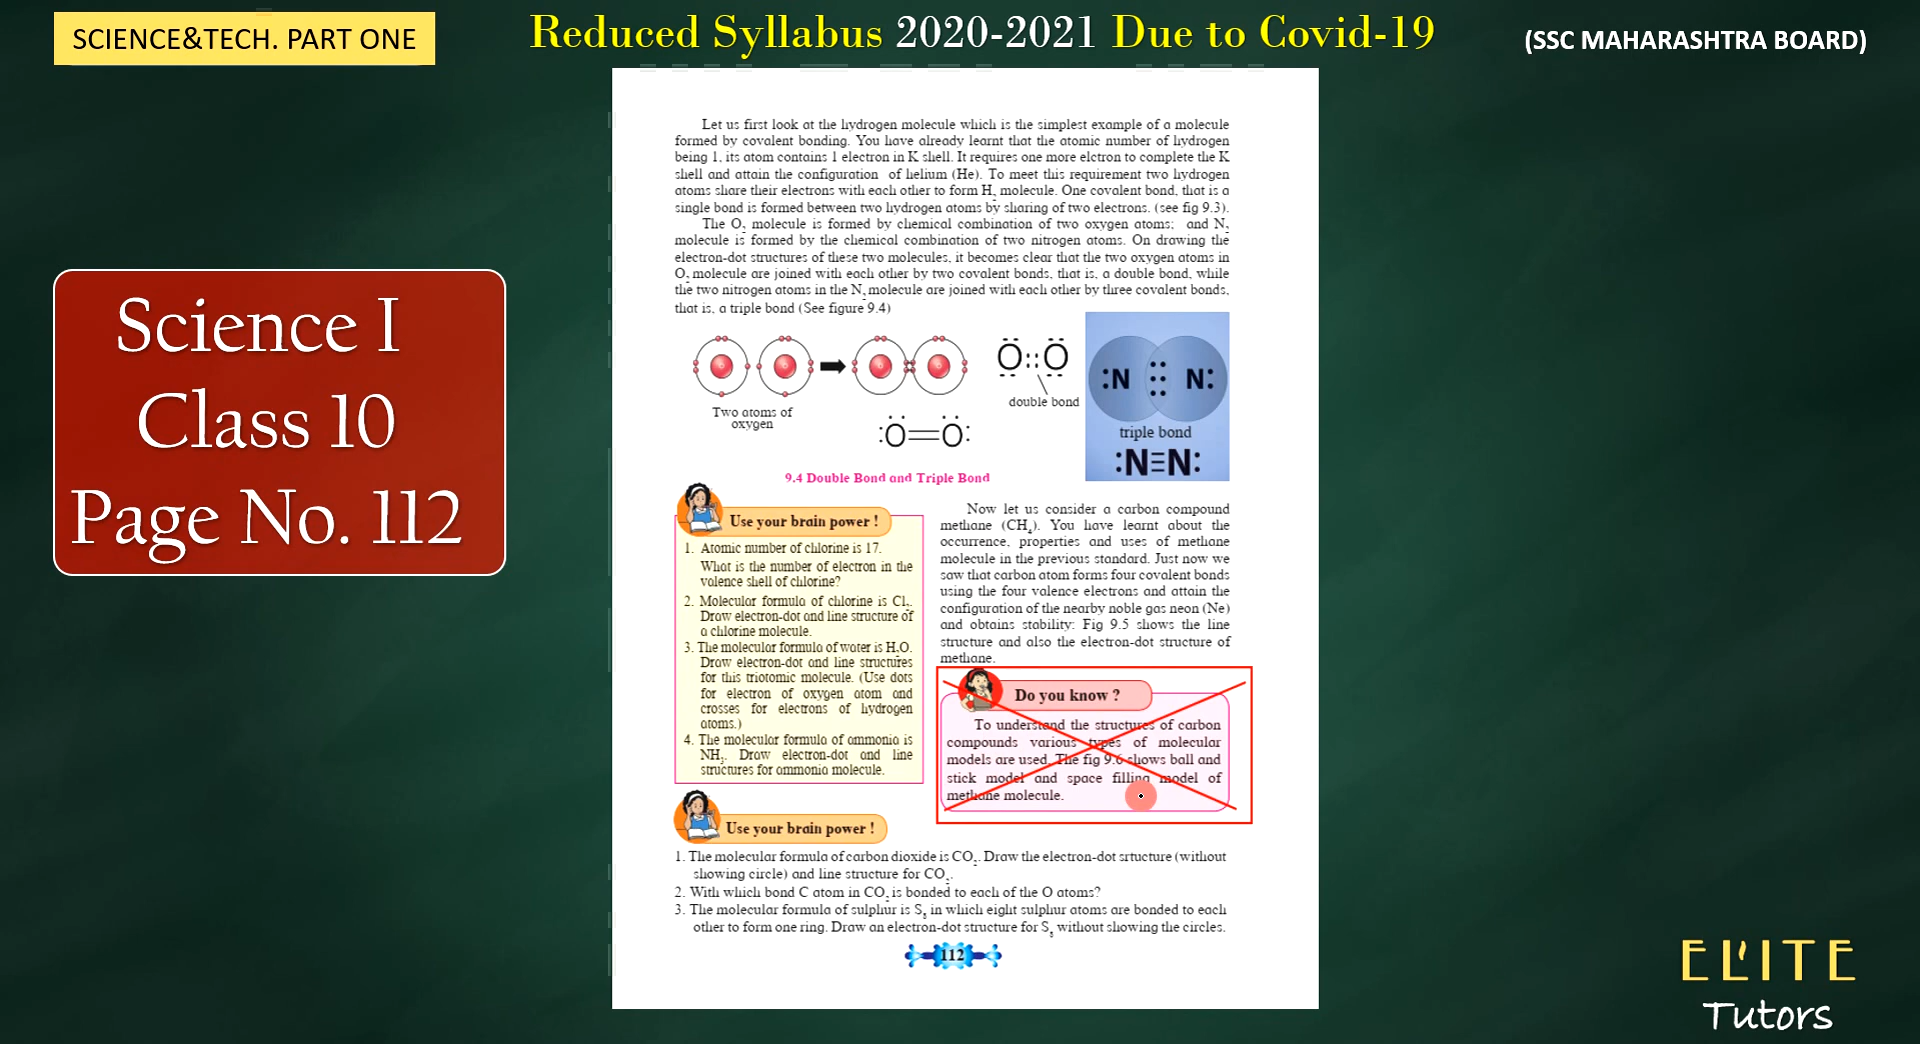 SCIENCE&TECH. PART ONE
Reduced Syllabus 2020-2021 Due to Covid-19
(SSC MAHARASHTRA BOARD)
Science I
Class 10
Page No. 112
Let us first look at the hydrogen molecule which is the simplest example of a molecule
formed by covalent bonding. You have already learnt that the atomic number of hydrogen
being 1, its atom contains 1 electron in K shell. It requires one more elctron to complete the K
shell and attain the configuration of helium (He). To meet this requirement two hydrogen
atoms share their electrons with each other to form H₂ molecule. One covalent bond, that is a
single bond is formed between two hydrogen atoms by sharing of two electrons. (see fig 9.3).
The O₂ molecule is formed by chemical combination of two oxygen atoms; and N₂
molecule is formed by the chemical combination of two nitrogen atoms. On drawing the
electron-dot structures of these two molecules, it becomes clear that the two oxygen atoms in
O₂ molecule are joined with each other by two covalent bonds, that is, a double bond, while
the two nitrogen atoms in the N₂ molecule are joined with each other by three covalent bonds,
that is, a triple bond (See figure 9.4)
Two atoms of
oxygen
O::O
double bond
:O=O:
:N ⋮⋮ N:
triple bond
:N≡N:
9.4 Double Bond and Triple Bond
Use your brain power !
1. Atomic number of chlorine is 17.
What is the number of electron in the
valence shell of chlorine?
2. Molecular formula of chlorine is Cl₂.
Draw electron-dot and line structure of
a chlorine molecule.
3. The molecular formula of water is H₂O.
Draw electron-dot and line structures
for this triotomic molecule. (Use dots
for electron of oxygen atom and
crosses for electrons of hydrogen
atoms.)
4. The molecular formula of ammonia is
NH₃. Draw electron-dot and line
structures for ammonia molecule.
Now let us consider a carbon compound
methane (CH₄). You have learnt about the
occurrence, properties and uses of methane
molecule in the previous standard. Just now we
saw that carbon atom forms four covalent bonds
using the four valence electrons and attain the
configuration of the nearby noble gas neon (Ne)
and obtains stability: Fig 9.5 shows the line
structure and also the electron-dot structure of
methane.
Do you know ?
To understand the structures of carbon
compounds various types of molecular
models are used. The fig 9.6 shows ball and
stick model and space filling model of
methane molecule.
Use your brain power !
1. The molecular formula of carbon dioxide is CO₂. Draw the electron-dot srtucture (without
showing circle) and line structure for CO₂.
2. With which bond C atom in CO₂ is bonded to each of the O atoms?
3. The molecular formula of sulphur is S₈ in which eight sulphur atoms are bonded to each
other to form one ring. Draw an electron-dot structure for S₈ without showing the circles.
112
ELITE
Tutors